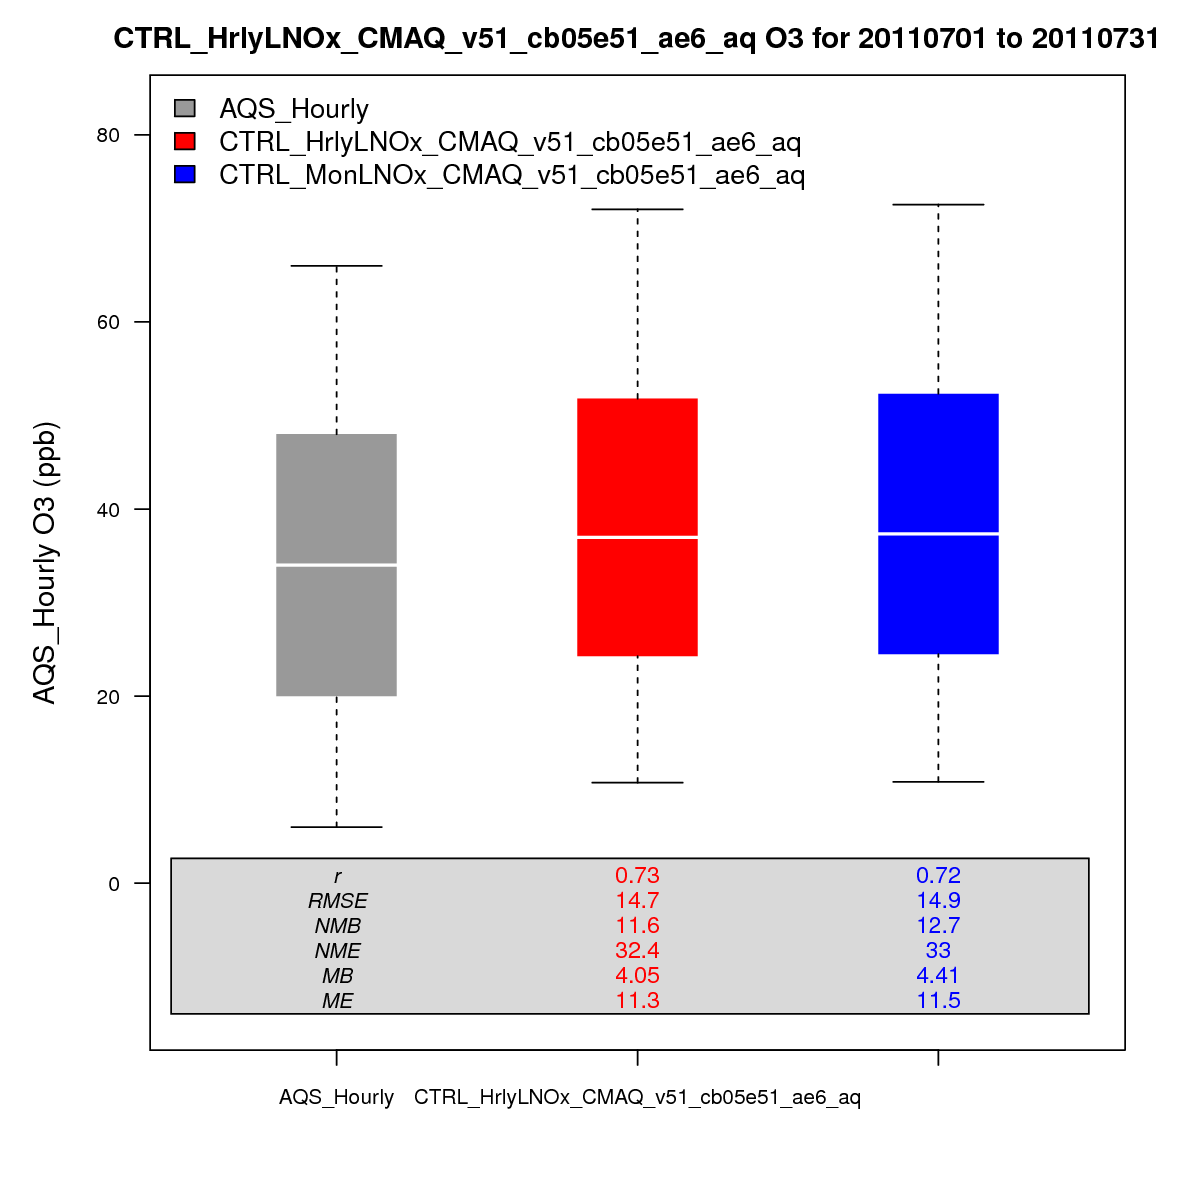 CTRL_HrlyLNOx_CMAQ_v51_cb05e51_ae6_aq O3 for 20110701 to 20110731
AQS_Hourly
CTRL_HrlyLNOx_CMAQ_v51_cb05e51_ae6_aq
CTRL_MonLNOx_CMAQ_v51_cb05e51_ae6_aq
80
60
40
20
0
AQS_Hourly O3 (ppb)
r 0.73 0.72
RMSE 14.7 14.9
NMB 11.6 12.7
NME 32.4 33
MB 4.05 4.41
ME 11.3 11.5
AQS_Hourly CTRL_HrlyLNOx_CMAQ_v51_cb05e51_ae6_aq